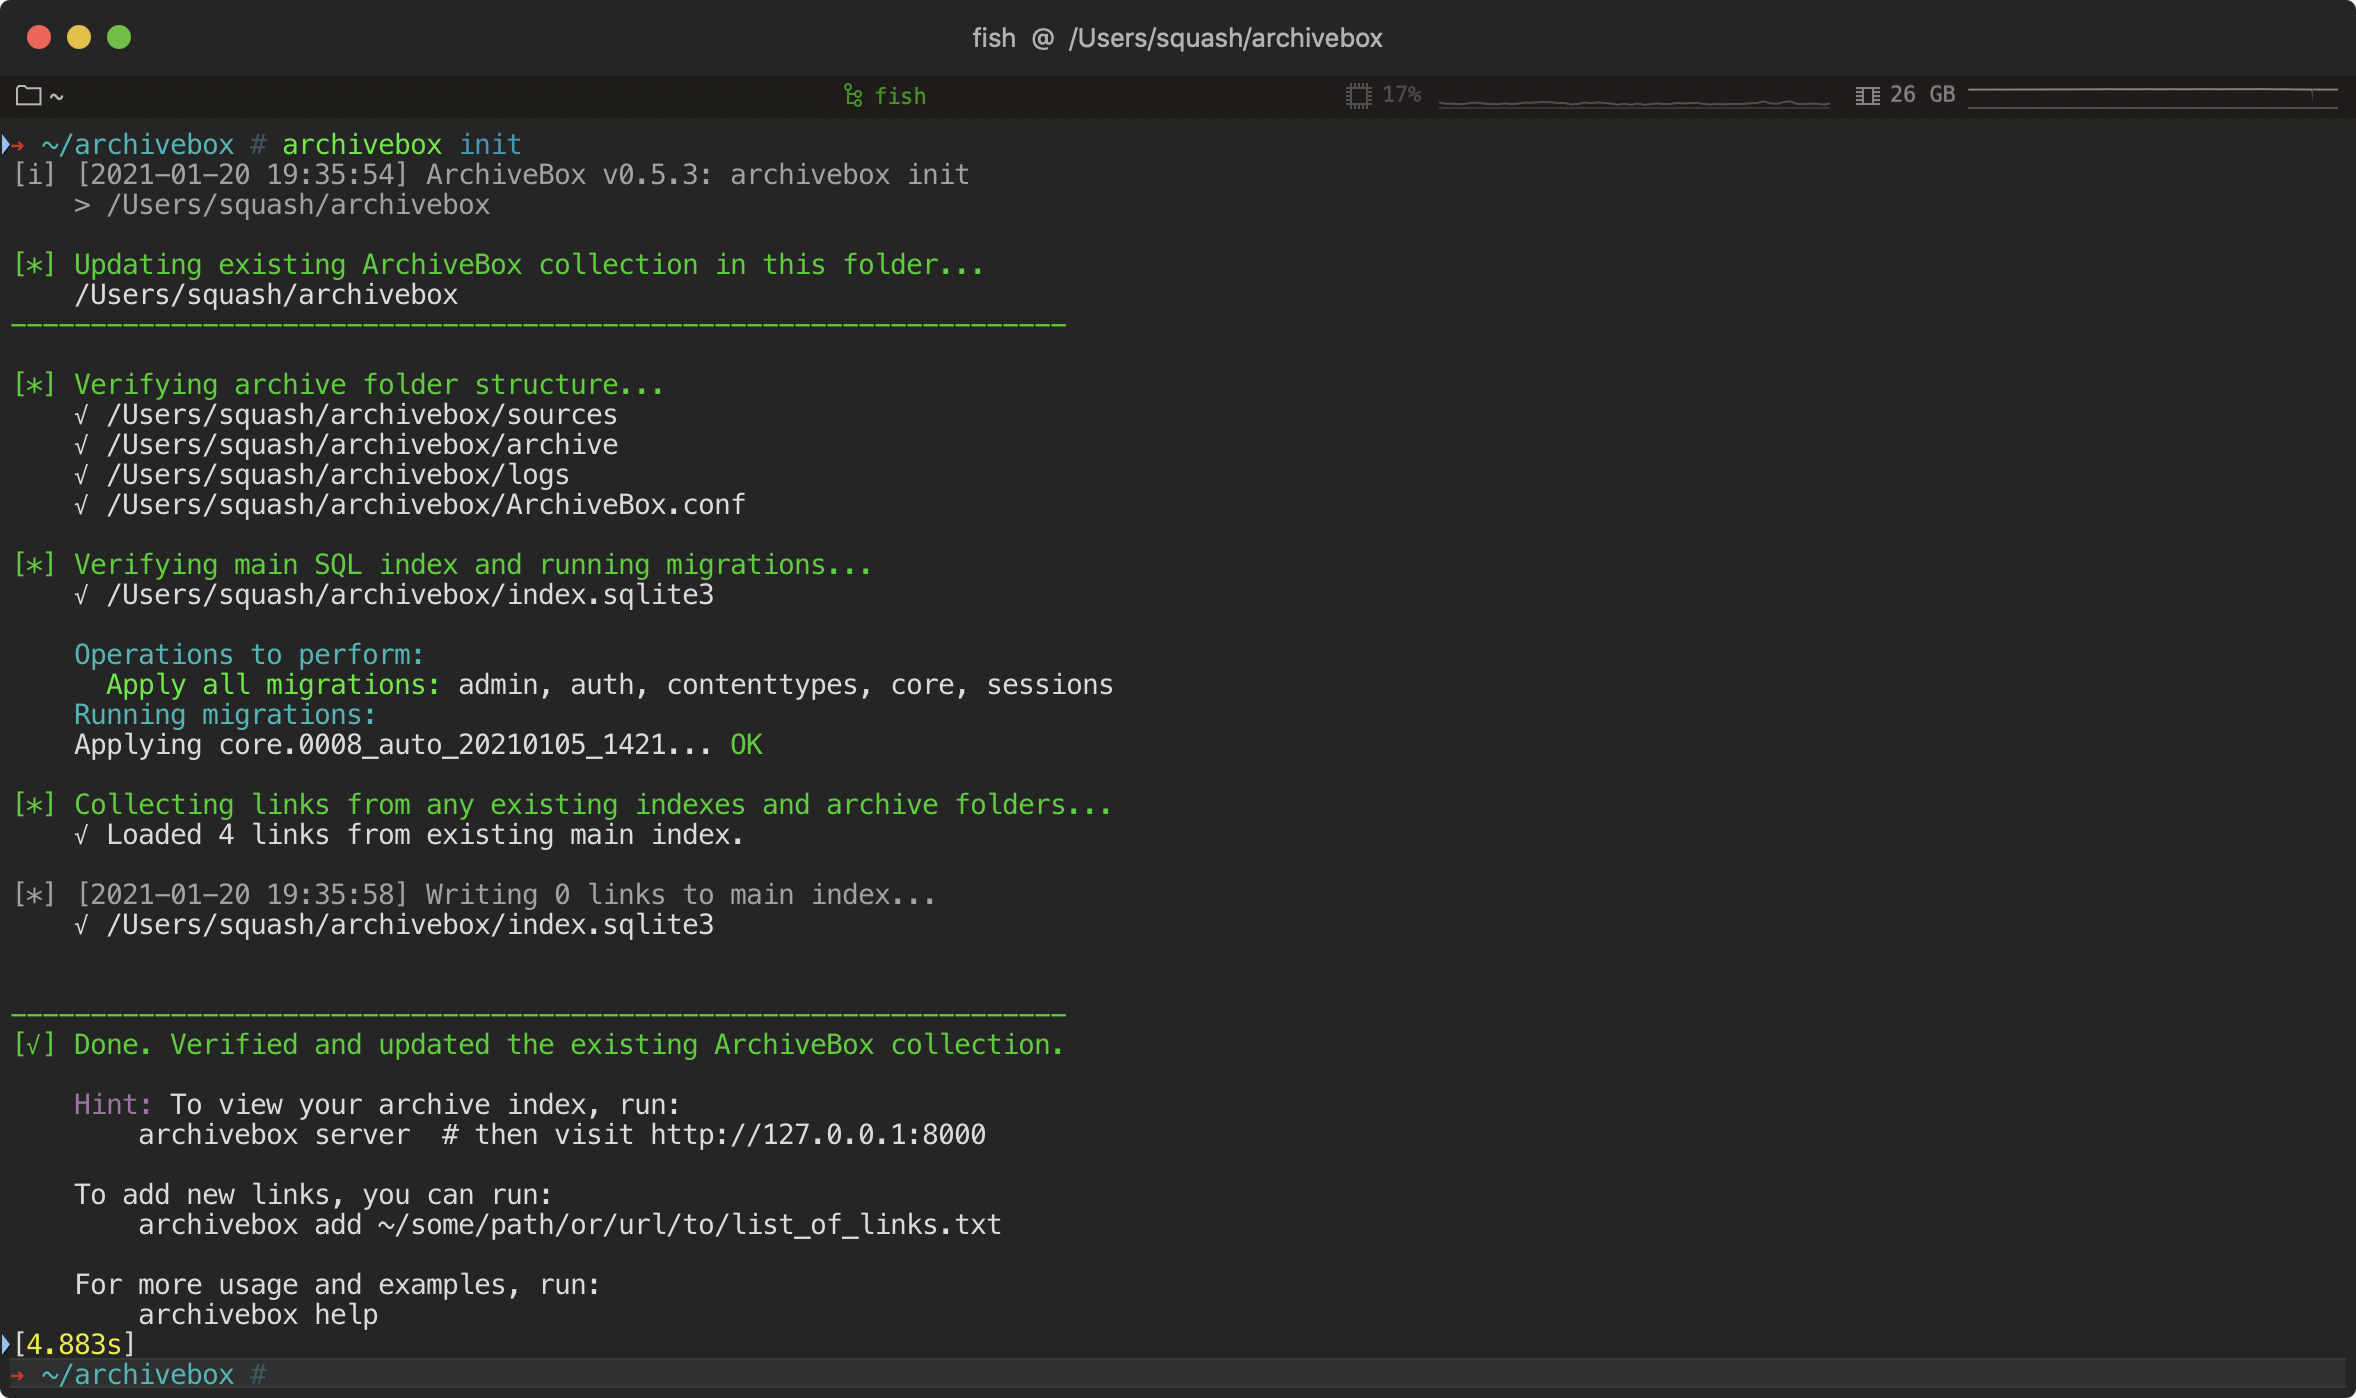 fish @ /Users/squash/archivebox
~ fish 17% 26 GB
→ ~/archivebox # archivebox init
[i] [2021-01-20 19:35:54] ArchiveBox v0.5.3: archivebox init
    > /Users/squash/archivebox
[*] Updating existing ArchiveBox collection in this folder...
    /Users/squash/archivebox
------------------------------------------------------------------
[*] Verifying archive folder structure...
    √ /Users/squash/archivebox/sources
    √ /Users/squash/archivebox/archive
    √ /Users/squash/archivebox/logs
    √ /Users/squash/archivebox/ArchiveBox.conf
[*] Verifying main SQL index and running migrations...
    √ /Users/squash/archivebox/index.sqlite3
    Operations to perform:
      Apply all migrations: admin, auth, contenttypes, core, sessions
    Running migrations:
    Applying core.0008_auto_20210105_1421... OK
[*] Collecting links from any existing indexes and archive folders...
    √ Loaded 4 links from existing main index.
[*] [2021-01-20 19:35:58] Writing 0 links to main index...
    √ /Users/squash/archivebox/index.sqlite3
------------------------------------------------------------------
[√] Done. Verified and updated the existing ArchiveBox collection.
    Hint: To view your archive index, run:
        archivebox server  # then visit http://127.0.0.1:8000
    To add new links, you can run:
        archivebox add ~/some/path/or/url/to/list_of_links.txt
    For more usage and examples, run:
        archivebox help
[4.883s]
→ ~/archivebox #